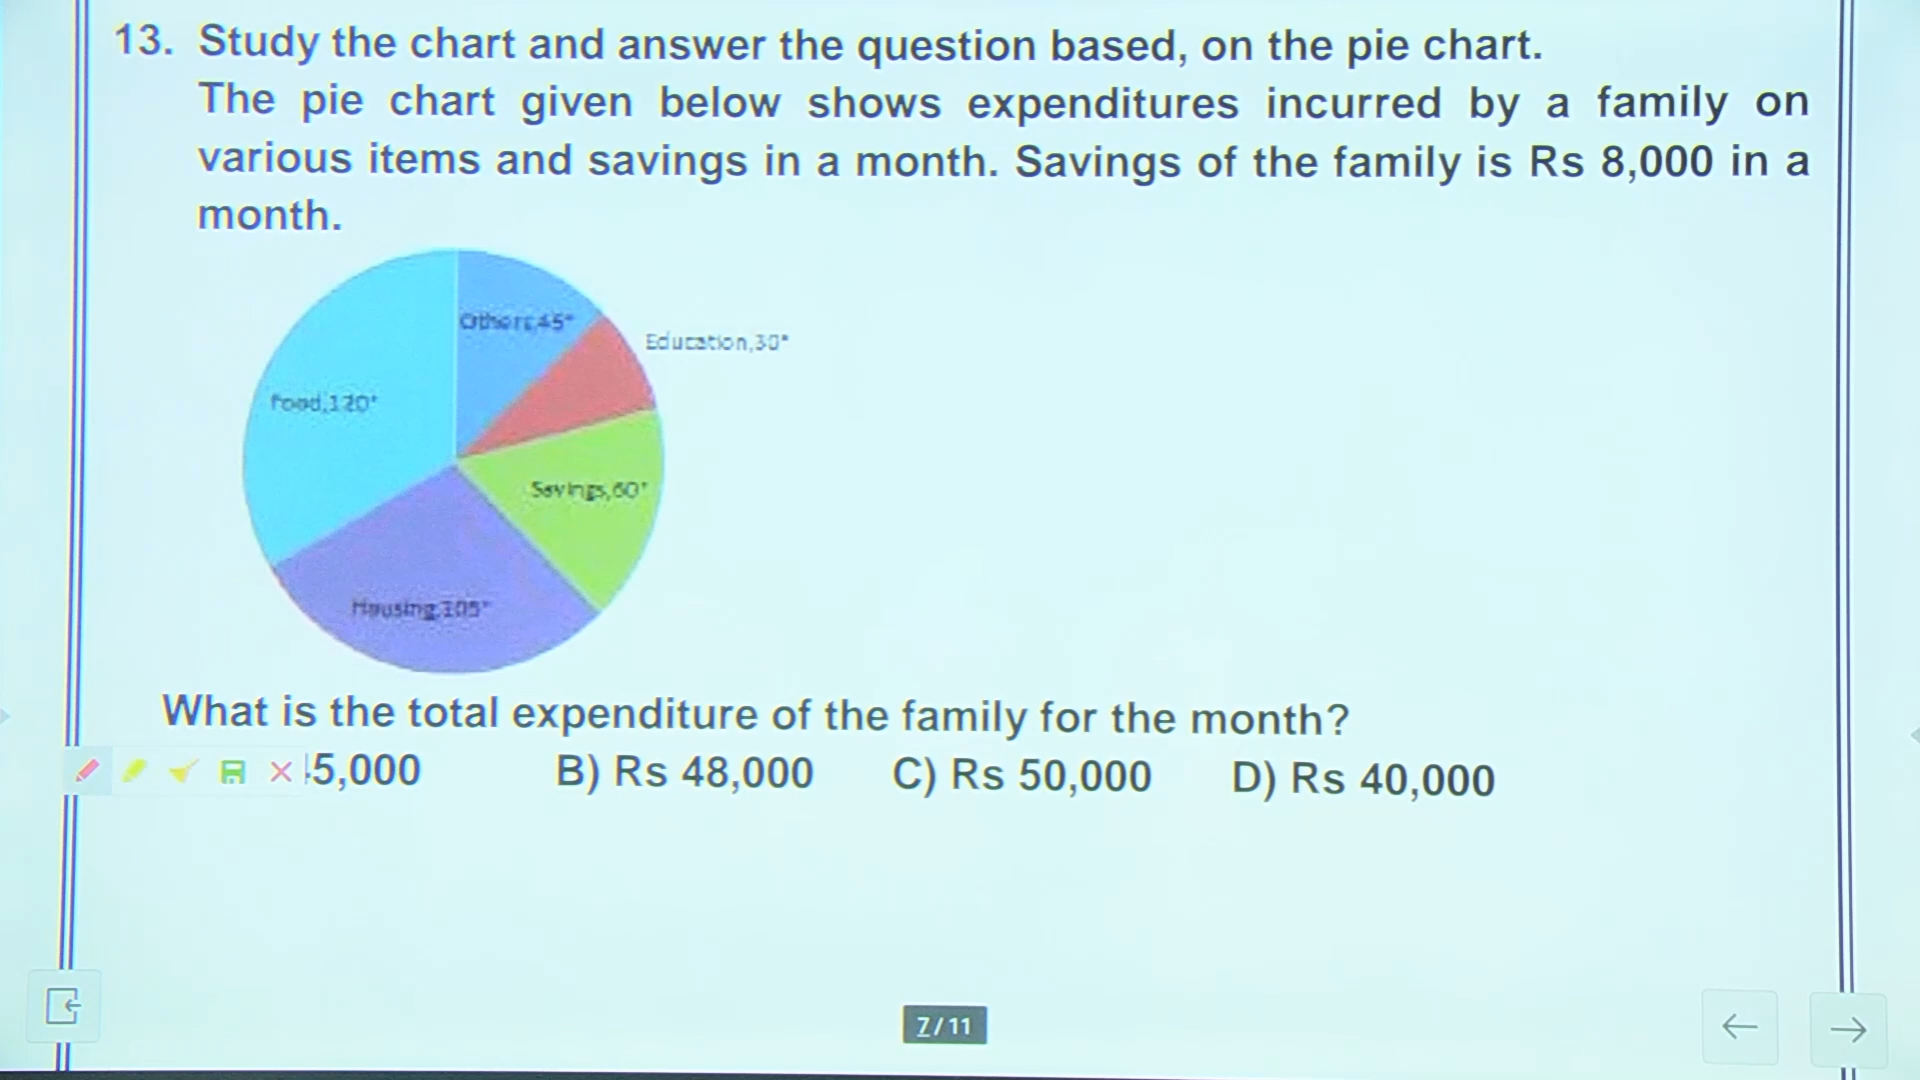 13. Study the chart and answer the question based, on the pie chart.
The pie chart given below shows expenditures incurred by a family on
various items and savings in a month. Savings of the family is Rs 8,000 in a
month.
Others,45°
Education,30°
Food,120°
Savings,60°
Housing,105°
What is the total expenditure of the family for the month?
5,000 B) Rs 48,000 C) Rs 50,000 D) Rs 40,000
7/11